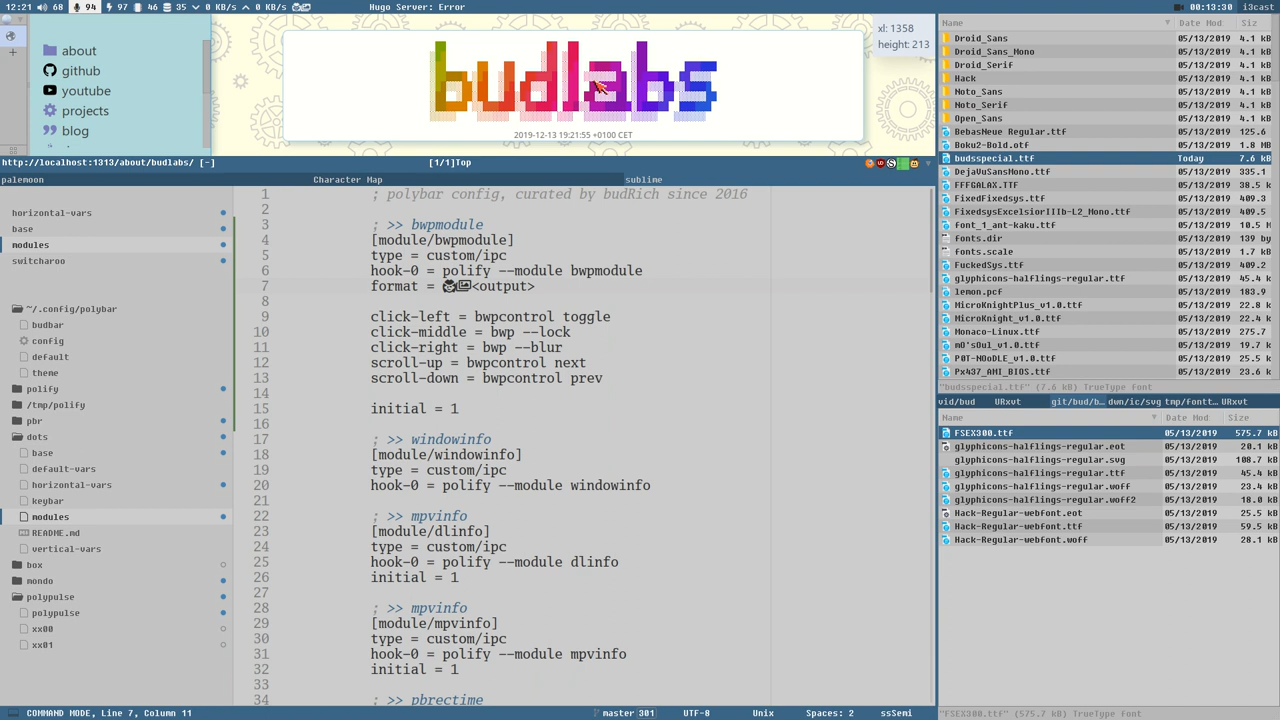 12:21 68 94 97 46 35 0 KB/s 0 KB/s Hugo Server: Error 00:13:30 i3cast
about
github
youtube
projects
blog
budlabs
2019-12-13 19:21:55 +0100 CET
xl: 1358
height: 213
http://localhost:1313/about/budlabs/ [-] [1/1]Top
palemoon Character Map sublime
horizontal-vars
base
modules
switcharoo
~/.config/polybar
budbar
config
default
theme
polify
/tmp/polify
pbr
dots
base
default-vars
horizontal-vars
keybar
modules
README.md
vertical-vars
box
mondo
polypulse
polypulse
xx00
xx01
1 ; polybar config, curated by budRich since 2016
2
3 ; >> bwpmodule
4 [module/bwpmodule]
5 type = custom/ipc
6 hook-0 = polify --module bwpmodule
7 format = <output>
8
9 click-left = bwpcontrol toggle
10 click-middle = bwp --lock
11 click-right = bwp --blur
12 scroll-up = bwpcontrol next
13 scroll-down = bwpcontrol prev
14
15 initial = 1
16
17 ; >> windowinfo
18 [module/windowinfo]
19 type = custom/ipc
20 hook-0 = polify --module windowinfo
21
22 ; >> mpvinfo
23 [module/dlinfo]
24 type = custom/ipc
25 hook-0 = polify --module dlinfo
26 initial = 1
27
28 ; >> mpvinfo
29 [module/mpvinfo]
30 type = custom/ipc
31 hook-0 = polify --module mpvinfo
32 initial = 1
33
34 ; >> pbrectime
COMMAND MODE, Line 7, Column 11 master 301 UTF-8 Unix Spaces: 2 ssSemi
Name Date Mod Siz
Droid_Sans 05/13/2019 4.1 k
Droid_Sans_Mono 05/13/2019 4.1 k
Droid_Serif 05/13/2019 4.1 k
Hack 05/13/2019 4.1 k
Noto_Sans 05/13/2019 4.1 k
Noto_Serif 05/13/2019 4.1 k
Open_Sans 05/13/2019 4.1 k
BebasNeue Regular.ttf 05/13/2019 125.6
Boku2-Bold.otf 05/13/2019 1.8 M
budsspecial.ttf Today 7.6 k
DejaVuSansMono.ttf 05/13/2019 335.1
FFFGALAX.TTF 05/13/2019 38.5
FixedFixedsys.ttf 05/13/2019 409.3
FixedsysExcelsiorIIIb-L2_Mono.ttf 05/13/2019 211.4
font_1_ant-kaku.ttf 05/13/2019 27.0
fonts.dir 05/13/2019 139 by
fonts.scale 05/13/2019 1.7 k
FuckedSys.ttf 05/13/2019 409.2
glyphicons-halflings-regular.ttf 05/13/2019 45.4
lemon.pcf 05/13/2019 183.9
MicroKnightPlus_v1.0.ttf 05/13/2019 22.8
MicroKnight_v1.0.ttf 05/13/2019 22.4
Monaco-Linux.ttf 05/13/2019 275.7
mO'sOul_v1.0.ttf 05/13/2019 19.7
P0T-NOoDLE_v1.0.ttf 05/13/2019 20.5
Px437_AMI_BIOS.ttf 05/13/2019 23.6
"budsspecial.ttf" (7.6 kB) TrueType font
vid/bud URxvt git/bud/b… dwn/ic/svg tmp/fontt… URxvt
Name Date Mod Size
FSEX300.ttf 05/13/2019 575.7 kB
glyphicons-halflings-regular.eot 05/13/2019 20.1 kB
glyphicons-halflings-regular.svg 05/13/2019 108.7 kB
glyphicons-halflings-regular.ttf 05/13/2019 45.4 kB
glyphicons-halflings-regular.woff 05/13/2019 23.4 kB
glyphicons-halflings-regular.woff2 05/13/2019 18.0 kB
Hack-Regular-webfont.eot 05/13/2019 25.5 kB
Hack-Regular-webfont.ttf 05/13/2019 59.5 kB
Hack-Regular-webfont.woff 05/13/2019 28.1 kB
"FSEX300.ttf" (575.7 kB) TrueType font